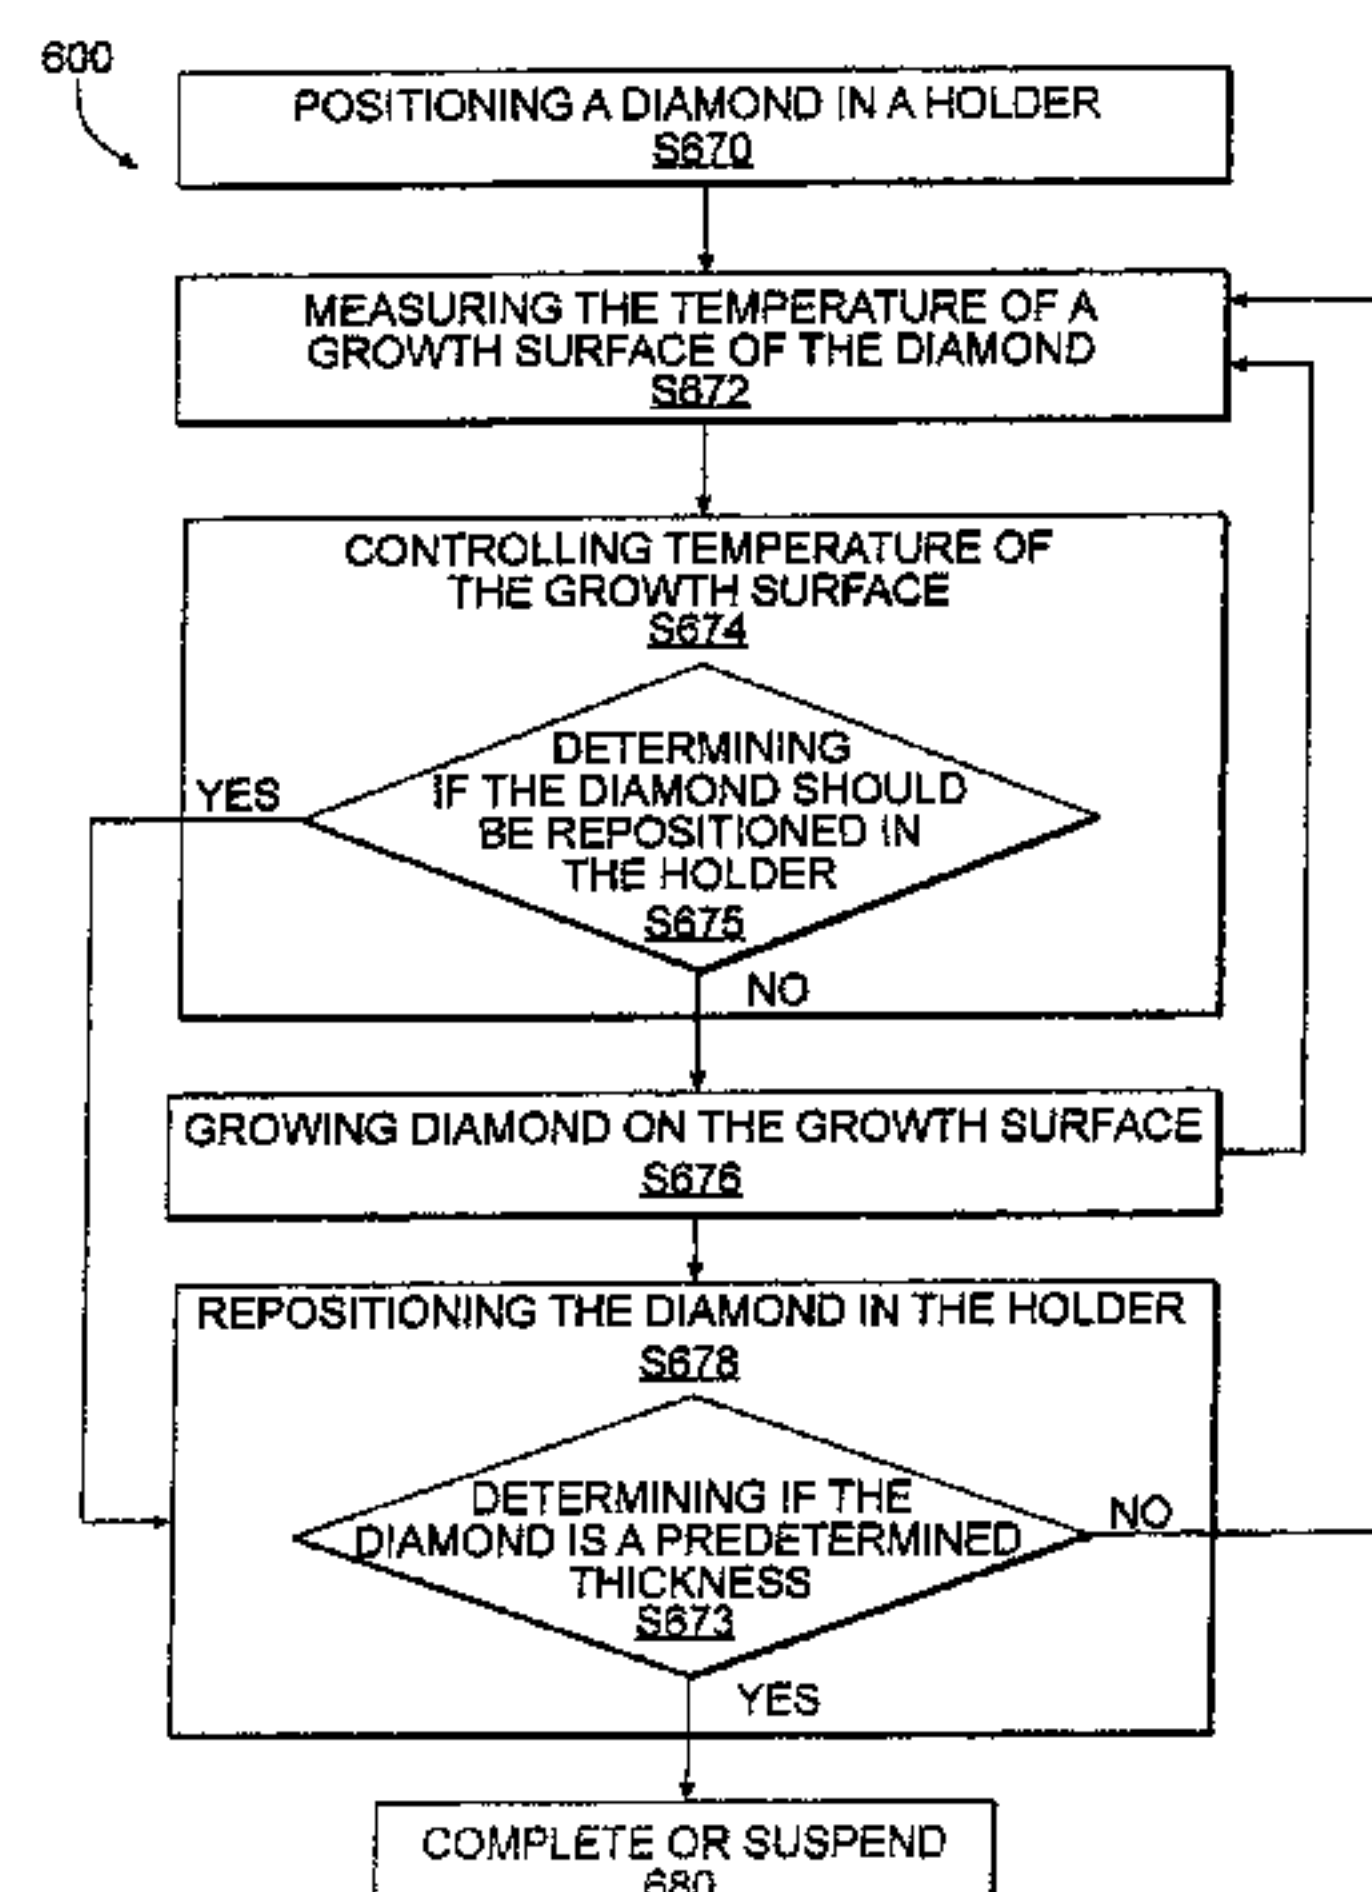 600
POSITIONING A DIAMOND IN A HOLDER
S670
MEASURING THE TEMPERATURE OF A
GROWTH SURFACE OF THE DIAMOND
S672
CONTROLLING TEMPERATURE OF
THE GROWTH SURFACE
S674
DETERMINING
IF THE DIAMOND SHOULD
BE REPOSITIONED IN
THE HOLDER
S675
YES
NO
GROWING DIAMOND ON THE GROWTH SURFACE
S676
REPOSITIONING THE DIAMOND IN THE HOLDER
S678
DETERMINING IF THE
DIAMOND IS A PREDETERMINED
THICKNESS
S673
NO
YES
COMPLETE OR SUSPEND
680